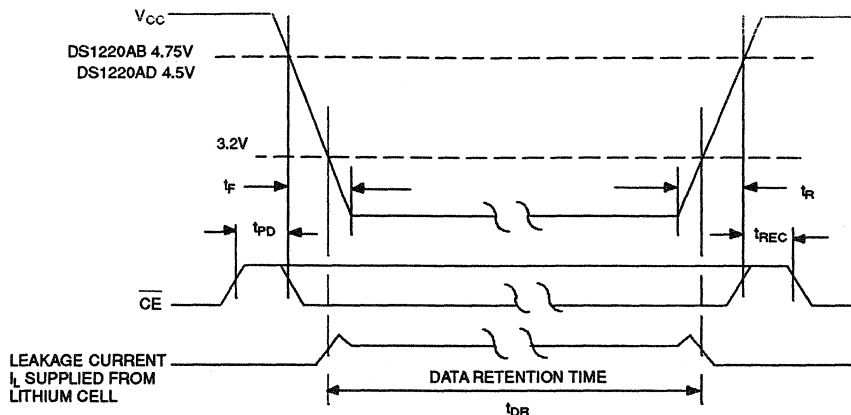 VCC
DS1220AB 4.75V
DS1220AD 4.5V
3.2V
tF
tR
tPD
tREC
CE
LEAKAGE CURRENT
IL SUPPLIED FROM
LITHIUM CELL
DATA RETENTION TIME
tDR